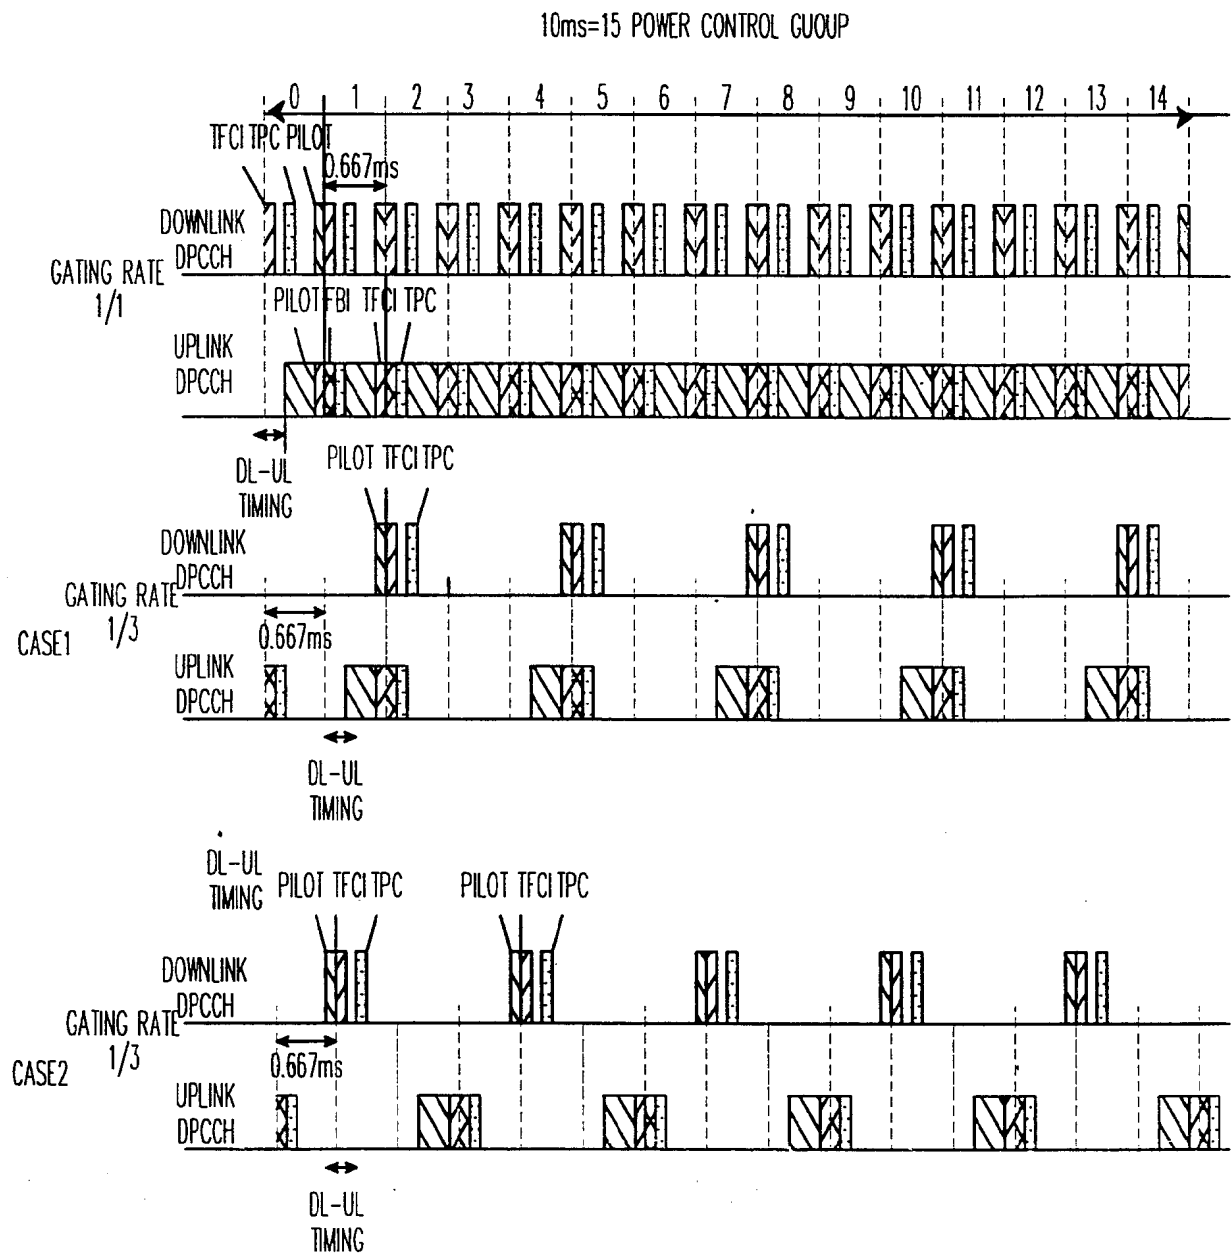 10ms=15 POWER CONTROL GUOUP
0 1 2 3 4 5 6 7 8 9 10 11 12 13 14
TFCI TPC PILOT
0.667ms
DOWNLINK
DPCCH
GATING RATE
1/1
PILOT FBI TFCI TPC
UPLINK
DPCCH
DL-UL
TIMING
PILOT TFCI TPC
DOWNLINK
DPCCH
GATING RATE
1/3
0.667ms
CASE1
UPLINK
DPCCH
DL-UL
TIMING
DL-UL
TIMING
PILOT TFCI TPC
PILOT TFCI TPC
DOWNLINK
DPCCH
GATING RATE
1/3
0.667ms
CASE2
UPLINK
DPCCH
DL-UL
TIMING